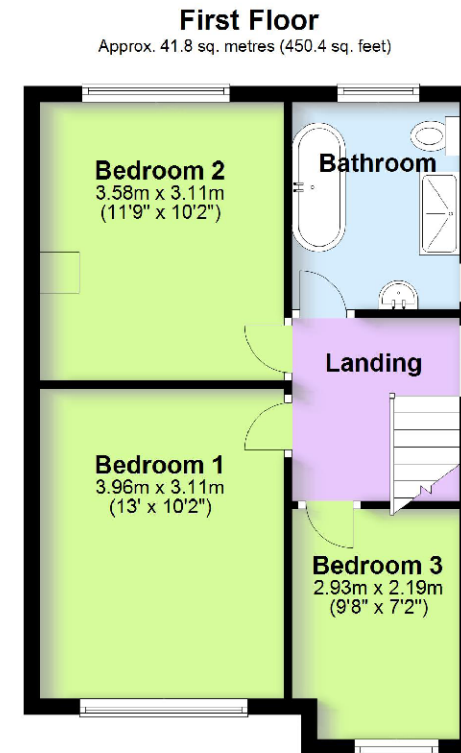 First Floor
Approx. 41.8 sq. metres (450.4 sq. feet)
Bedroom 2
3.58m x 3.11m
(11'9" x 10'2")
Bathroom
Landing
Bedroom 1
3.96m x 3.11m
(13' x 10'2")
Bedroom 3
2.93m x 2.19m
(9'8" x 7'2")